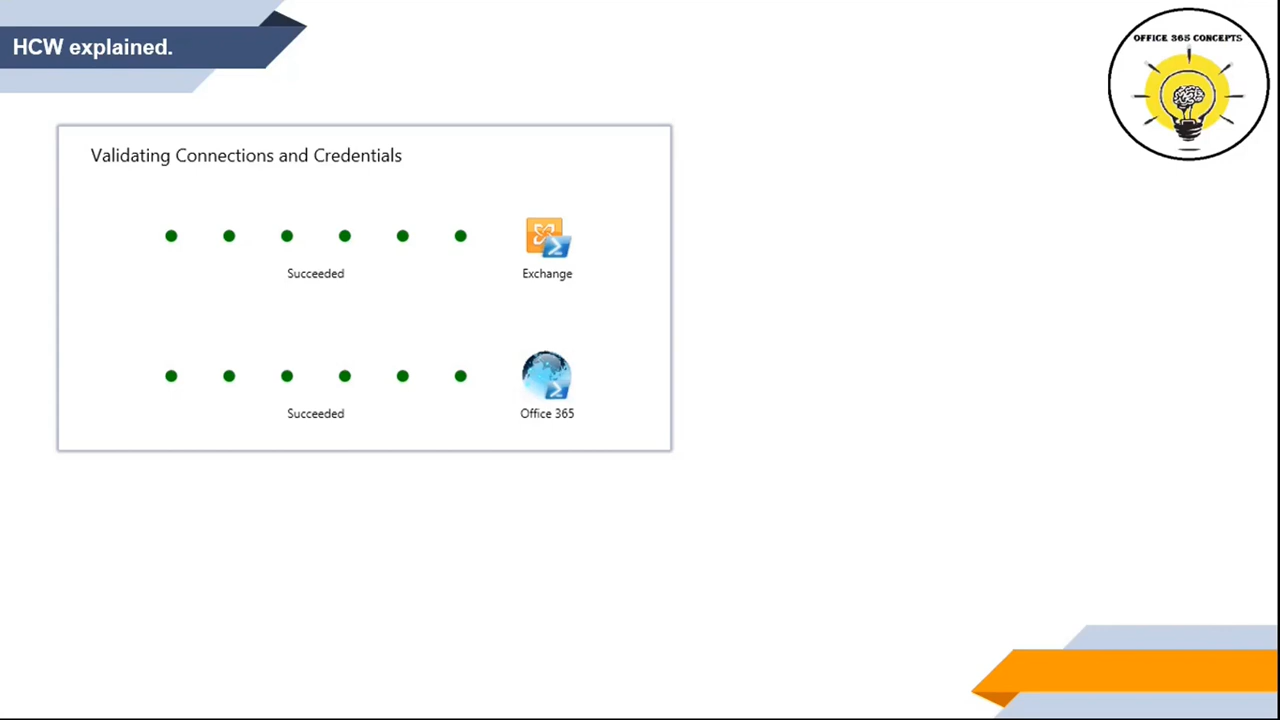 HCW explained.
OFFICE 365 CONCEPTS
Validating Connections and Credentials
Succeeded
Exchange
Succeeded
Office 365